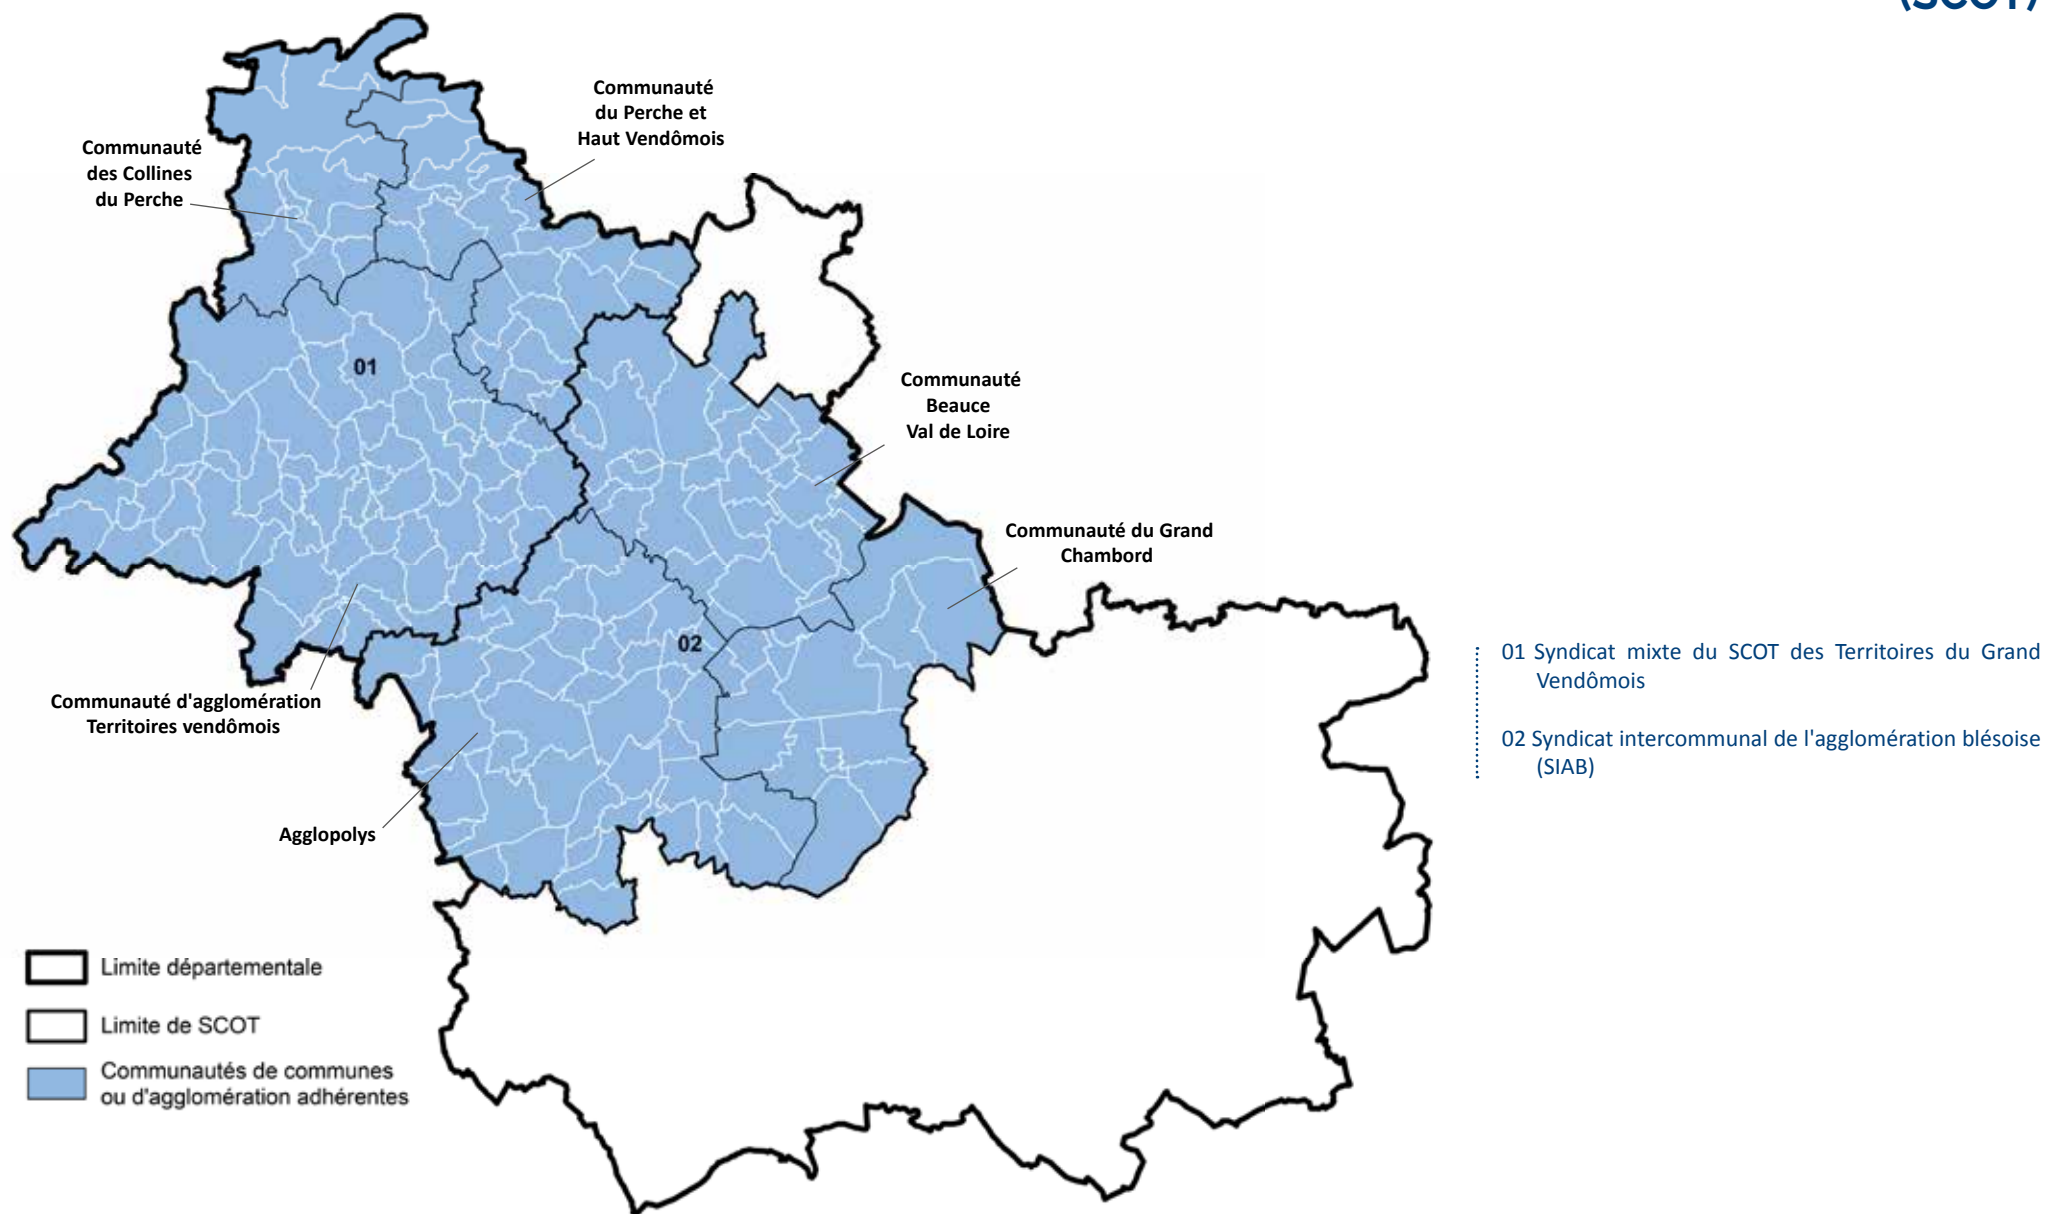 (SCOT)
Communauté
du Perche et
Haut Vendômois
Communauté
des Collines
du Perche
01
Communauté
Beauce
Val de Loire
Communauté du Grand
Chambord
02
Communauté d'agglomération
Territoires vendômois
Agglopolys
01 Syndicat mixte du SCOT des Territoires du Grand
Vendômois
02 Syndicat intercommunal de l'agglomération blésoise
(SIAB)
Limite départementale
Limite de SCOT
Communautés de communes
ou d'agglomération adhérentes